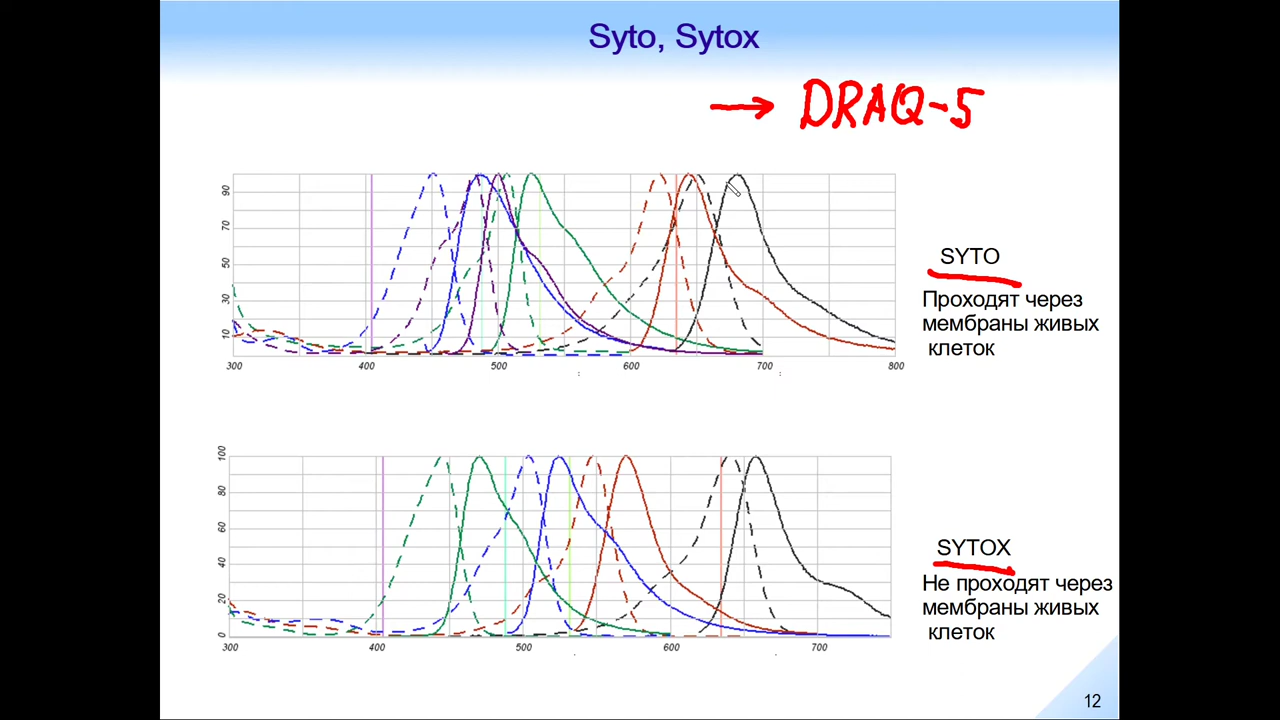 Syto, Sytox
→ DRAQ-5
90
70
50
30
10
300 400 500 600 700 800
SYTO
Проходят через
мембраны живых
клеток
100
80
60
40
20
0
300 400 500 600 700
SYTOX
Не проходят через
мембраны живых
клеток
12